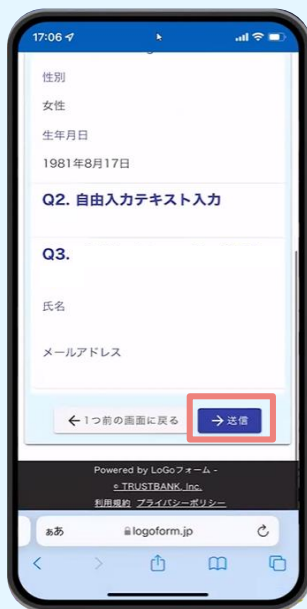 17:06
性別
女性
生年月日
1981年8月17日
Q2. 自由入力テキスト入力
Q3.
氏名
メールアドレス
←1つ前の画面に戻る →送信
Powered by LoGoフォーム -
© TRUSTBANK, Inc.
利用規約 プライバシーポリシー
ああ logoform.jp